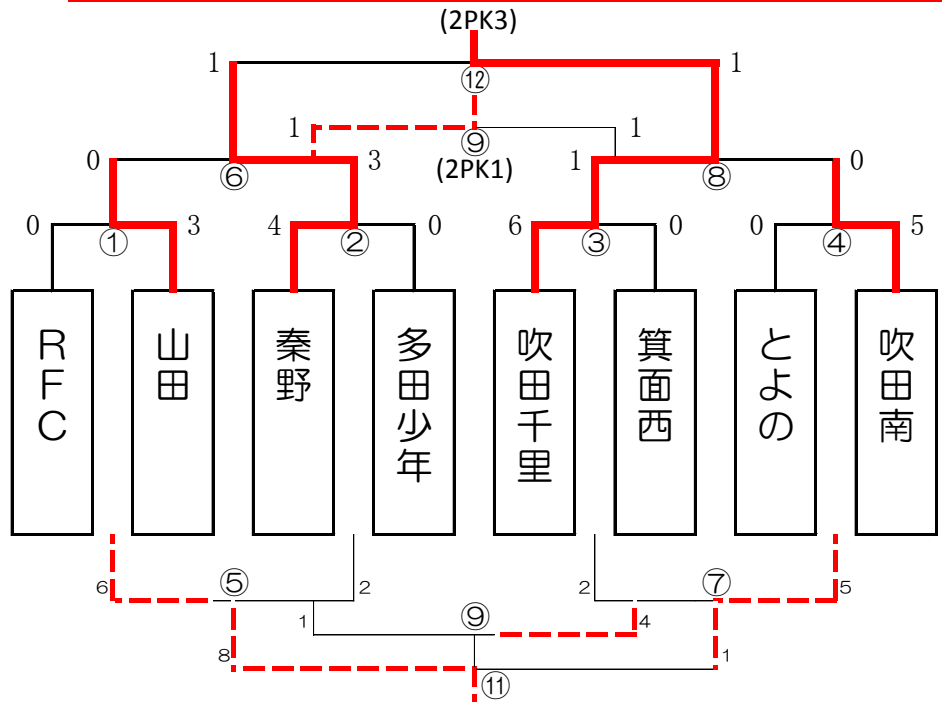 (2PK3)
1 ⑫ 1
1 ⑨ 1
0 ⑥ 3 (2PK1) 1 ⑧ 0
0 ① 3 4 ② 0 6 ③ 0 0 ④ 5
RFC
山田
秦野
多田少年
吹田千里
箕面西
とよの
吹田南
6 ⑤ 2 2 ⑦ 5
1 ⑨ 4
8 ⑪ 1